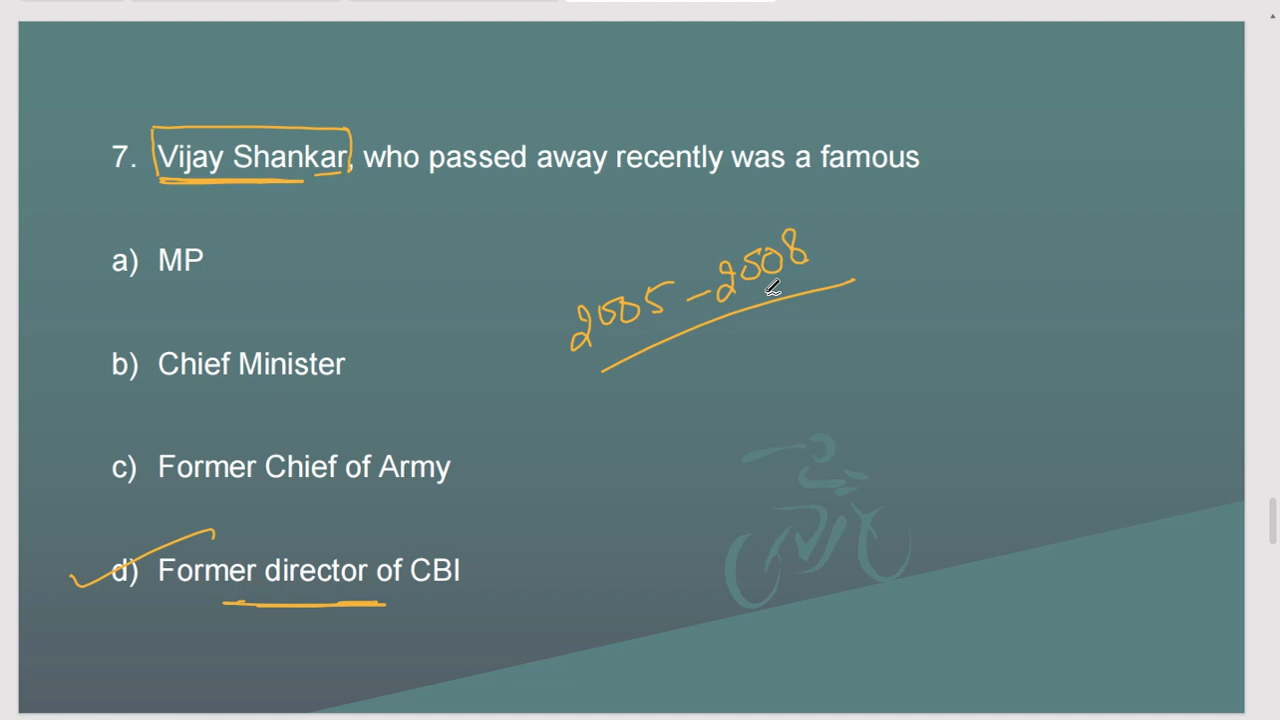 7. Vijay Shankar, who passed away recently was a famous
a) MP
2005-2008
b) Chief Minister
c) Former Chief of Army
d) Former director of CBI